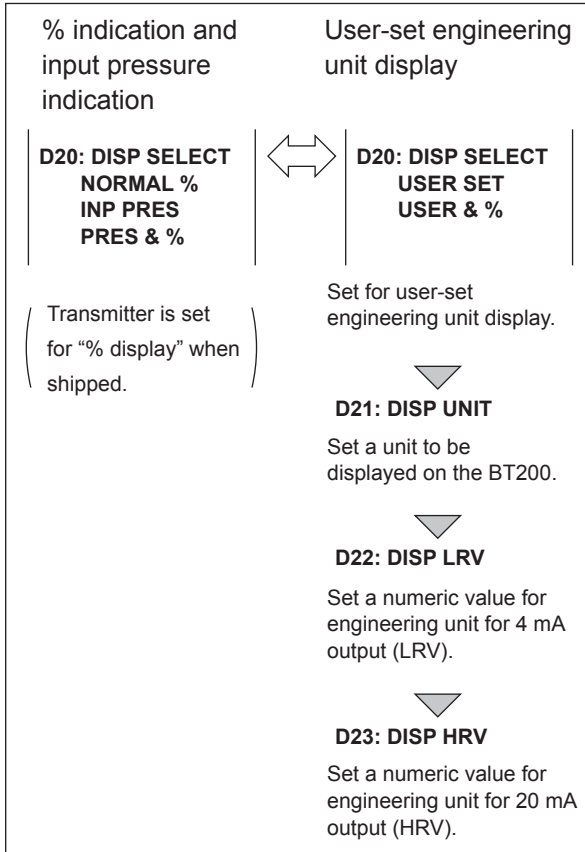 % indication and
input pressure
indication
D20: DISP SELECT
NORMAL %
INP PRES
PRES & %
Transmitter is set
for “% display” when
shipped.
User-set engineering
unit display
D20: DISP SELECT
USER SET
USER & %
Set for user-set
engineering unit display.
D21: DISP UNIT
Set a unit to be
displayed on the BT200.
D22: DISP LRV
Set a numeric value for
engineering unit for 4 mA
output (LRV).
D23: DISP HRV
Set a numeric value for
engineering unit for 20 mA
output (HRV).